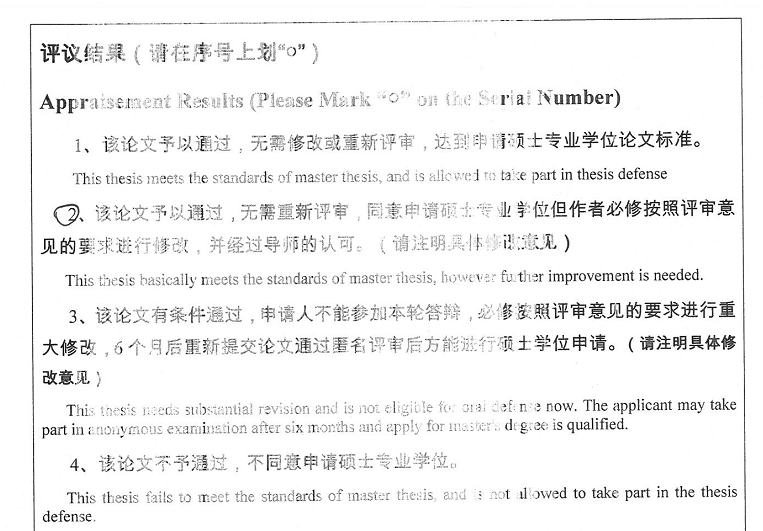 评议结果（请在序号上划“○”）
Appraisement Results (Please Mark “○” on the Serial Number)
1、该论文予以通过，无需修改或重新评审，达到申请硕士专业学位论文标准。
This thesis meets the standards of master thesis, and is allowed to take part in thesis defense
2、该论文予以通过，无需重新评审，同意申请硕士专业学位但作者必修按照评审意
见的要求进行修改，并经过导师的认可。（请注明具体修改意见）
This thesis basically meets the standards of master thesis, however further improvement is needed.
3、该论文有条件通过，申请人不能参加本轮答辩，必修按照评审意见的要求进行重
大修改，6个月后重新提交论文通过匿名评审后方能进行硕士学位申请。（请注明具体修
改意见）
This thesis needs substantial revision and is not eligible for oral defense now. The applicant may take
part in anonymous examination after six months and apply for master's degree is qualified.
4、该论文不予通过，不同意申请硕士专业学位。
This thesis fails to meet the standards of master thesis, and is not allowed to take part in the thesis
defense.